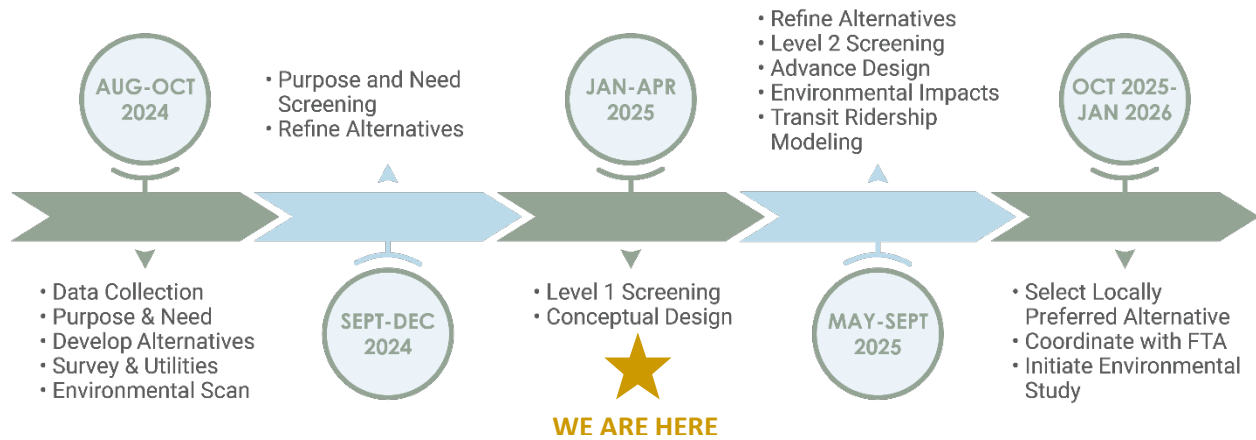 AUG-OCT
2024
• Data Collection
• Purpose & Need
• Develop Alternatives
• Survey & Utilities
• Environmental Scan
• Purpose and Need
Screening
• Refine Alternatives
SEPT-DEC
2024
JAN-APR
2025
• Level 1 Screening
• Conceptual Design
WE ARE HERE
• Refine Alternatives
• Level 2 Screening
• Advance Design
• Environmental Impacts
• Transit Ridership
Modeling
MAY-SEPT
2025
OCT 2025-
JAN 2026
• Select Locally
Preferred Alternative
• Coordinate with FTA
• Initiate Environmental
Study